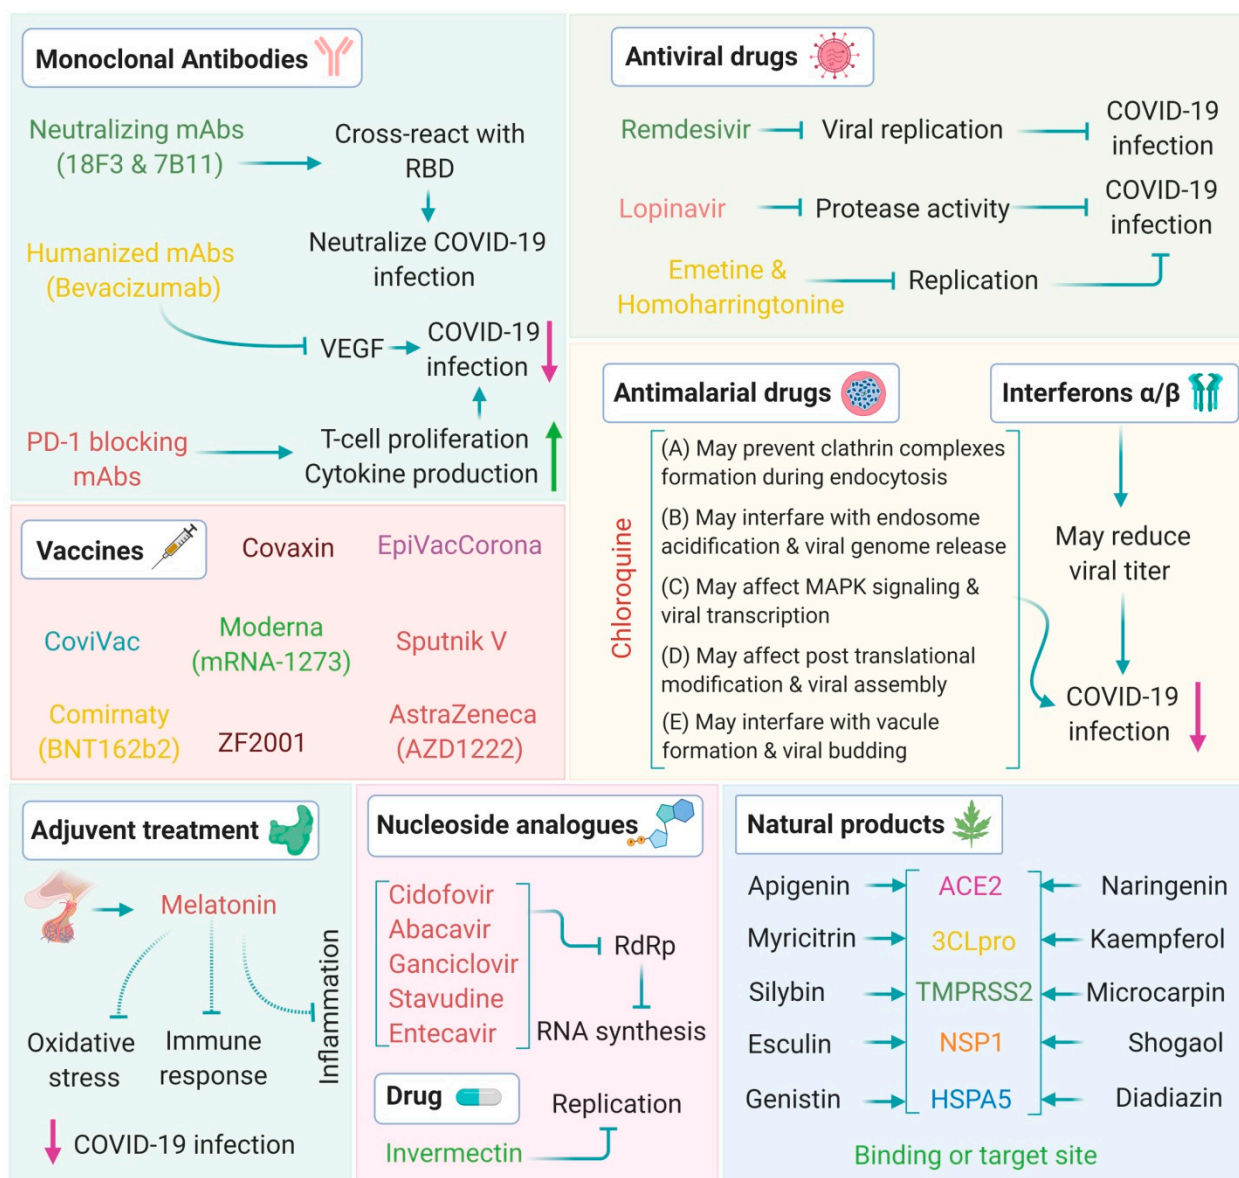 Monoclonal Antibodies
Neutralizing mAbs
(18F3 & 7B11)
Cross-react with
RBD
Neutralize COVID-19
infection
Humanized mAbs
(Bevacizumab)
VEGF
COVID-19
infection
PD-1 blocking
mAbs
T-cell proliferation
Cytokine production
Antiviral drugs
Remdesivir
Viral replication
COVID-19
infection
Lopinavir
Protease activity
COVID-19
infection
Emetine &
Homoharringtonine
Replication
Vaccines
Covaxin
EpiVacCorona
CoviVac
Moderna
(mRNA-1273)
Sputnik V
Comirnaty
(BNT162b2)
ZF2001
AstraZeneca
(AZD1222)
Antimalarial drugs
Chloroquine
(A) May prevent clathrin complexes
formation during endocytosis
(B) May interfare with endosome
acidification & viral genome release
(C) May affect MAPK signaling &
viral transcription
(D) May affect post translational
modification & viral assembly
(E) May interfare with vacule
formation & viral budding
Interferons α/β
May reduce
viral titer
COVID-19
infection
Adjuvent treatment
Melatonin
Oxidative
stress
Immune
response
Inflammation
COVID-19 infection
Nucleoside analogues
Cidofovir
Abacavir
Ganciclovir
Stavudine
Entecavir
RdRp
RNA synthesis
Drug
Replication
Invermectin
Natural products
Apigenin
ACE2
Naringenin
Myricitrin
3CLpro
Kaempferol
Silybin
TMPRSS2
Microcarpin
Esculin
NSP1
Shogaol
Genistin
HSPA5
Diadiazin
Binding or target site